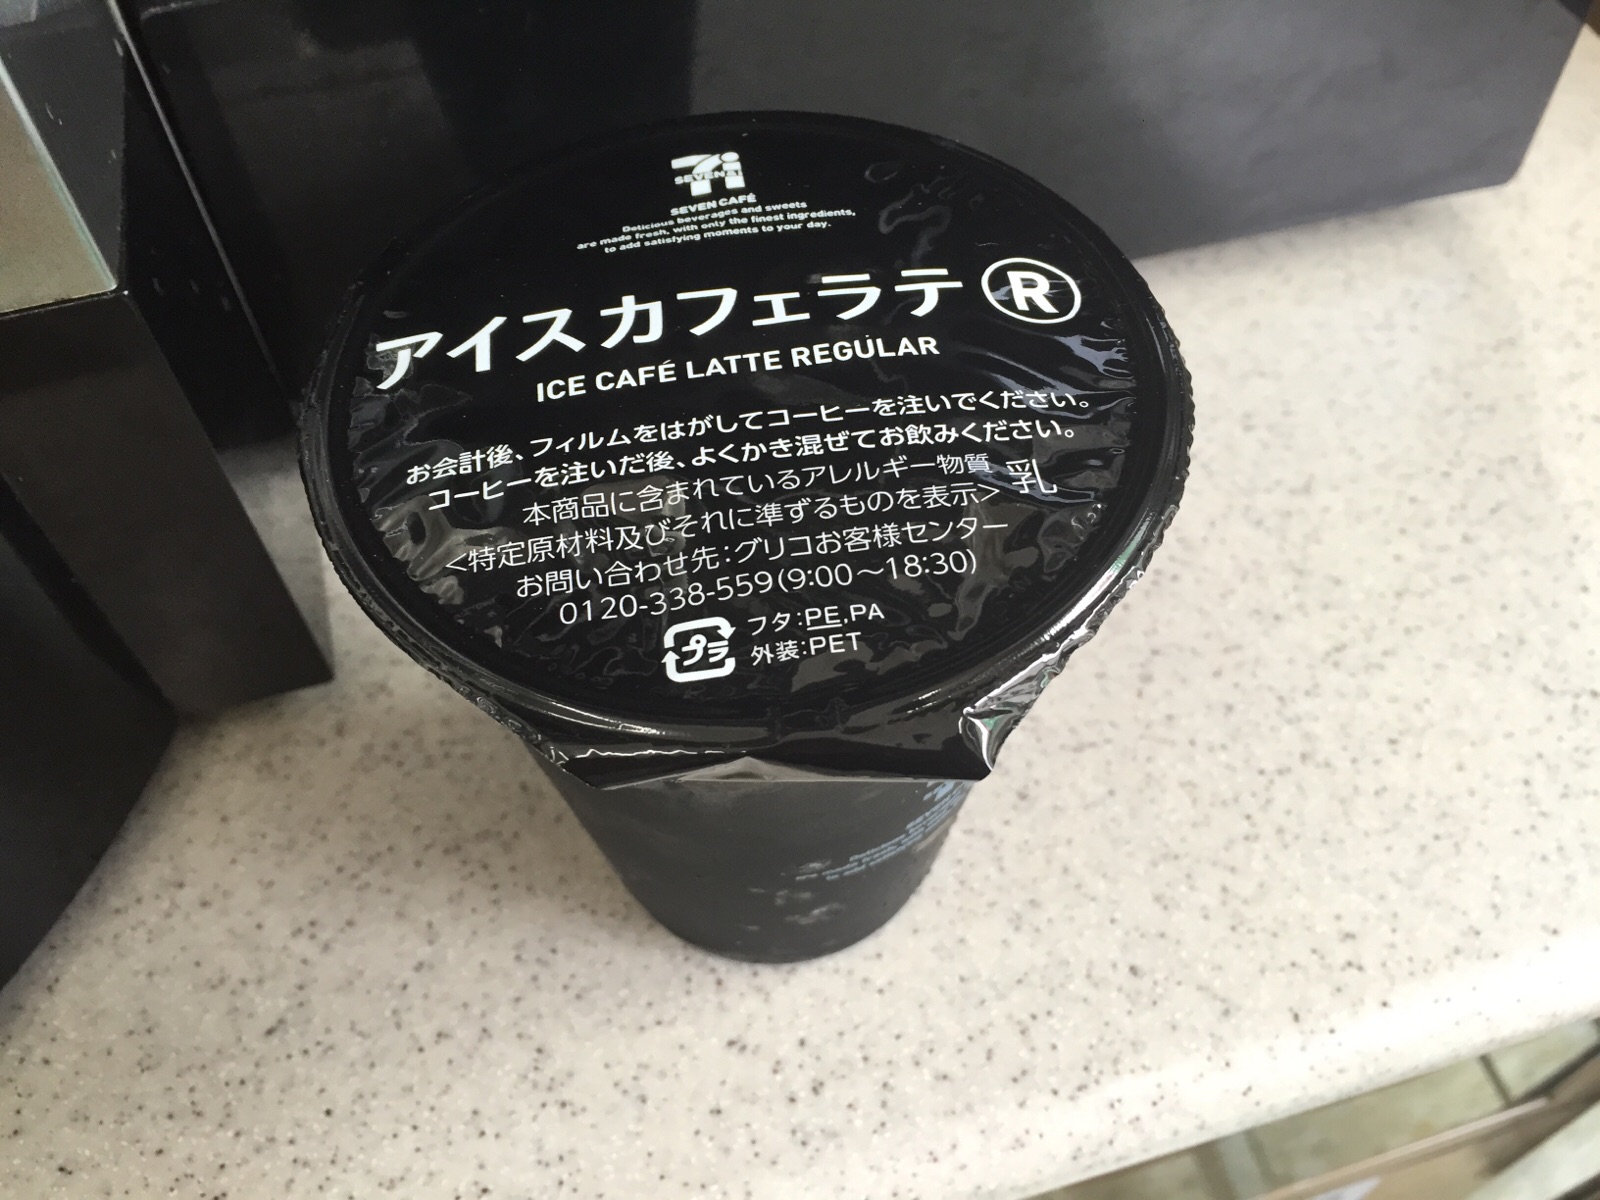 SEVEN&i
SEVEN CAFÉ
Delicious beverages and sweets
are made fresh, with only the finest ingredients,
to add satisfying moments to your day.
アイスカフェラテ Ⓡ
ICE CAFÉ LATTE REGULAR
お会計後、フィルムをはがしてコーヒーを注いでください。
コーヒーを注いだ後、よくかき混ぜてお飲みください。
本商品に含まれているアレルギー物質 乳
<特定原材料及びそれに準ずるものを表示>
お問い合わせ先:グリコお客様センター
0120-338-559(9:00〜18:30)
プラ フタ:PE,PA
外装:PET